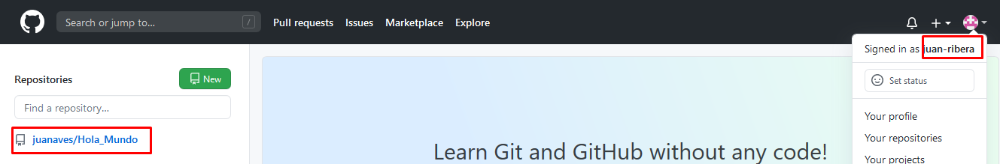 Search or jump to… /
Pull requests Issues Marketplace Explore
Repositories
New
Find a repository…
juanaves/Hola_Mundo
Learn Git and GitHub without any code!
Signed in as juan-ribera
Set status
Your profile
Your repositories
Your projects